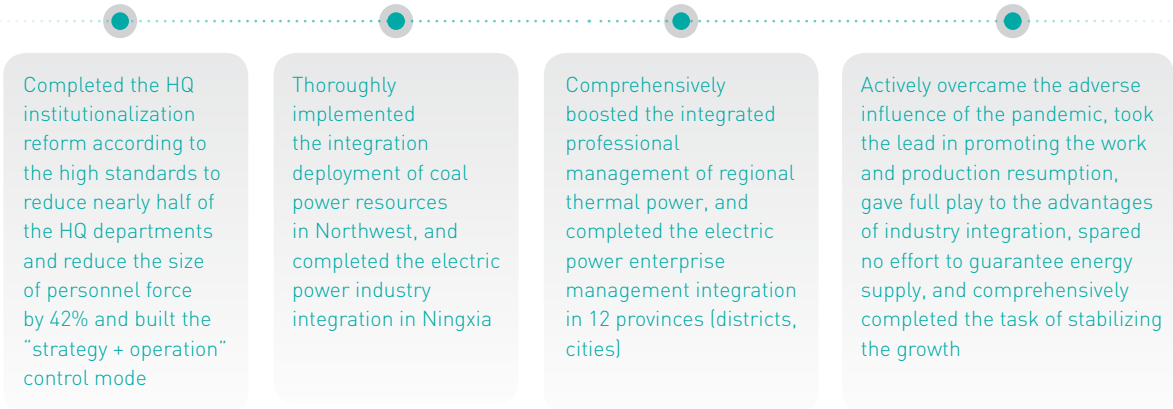 Completed the HQ
institutionalization
reform according to
the high standards to
reduce nearly half of
the HQ departments
and reduce the size
of personnel force
by 42% and built the
“strategy + operation”
control mode
Thoroughly
implemented
the integration
deployment of coal
power resources
in Northwest, and
completed the electric
power industry
integration in Ningxia
Comprehensively
boosted the integrated
professional
management of regional
thermal power, and
completed the electric
power enterprise
management integration
in 12 provinces (districts,
cities)
Actively overcame the adverse
influence of the pandemic, took
the lead in promoting the work
and production resumption,
gave full play to the advantages
of industry integration, spared
no effort to guarantee energy
supply, and comprehensively
completed the task of stabilizing
the growth